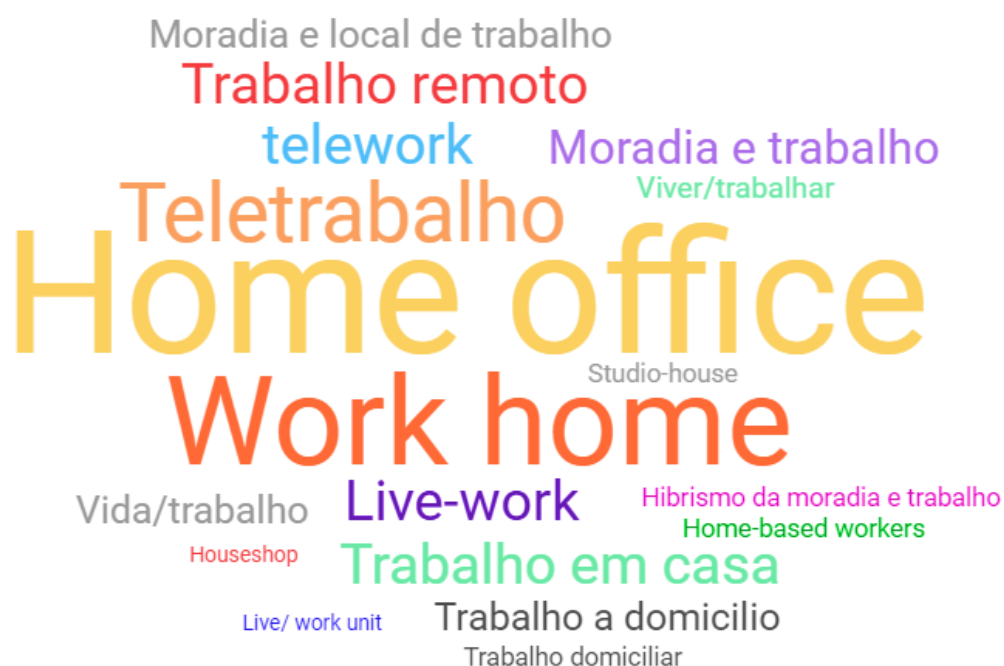 Moradia e local de trabalho
Trabalho remoto
telework
Moradia e trabalho
Viver/trabalhar
Teletrabalho
Home office
Studio-house
Work home
Vida/trabalho
Live-work
Hibrismo da moradia e trabalho
Home-based workers
Houseshop
Trabalho em casa
Live/ work unit
Trabalho a domicilio
Trabalho domiciliar